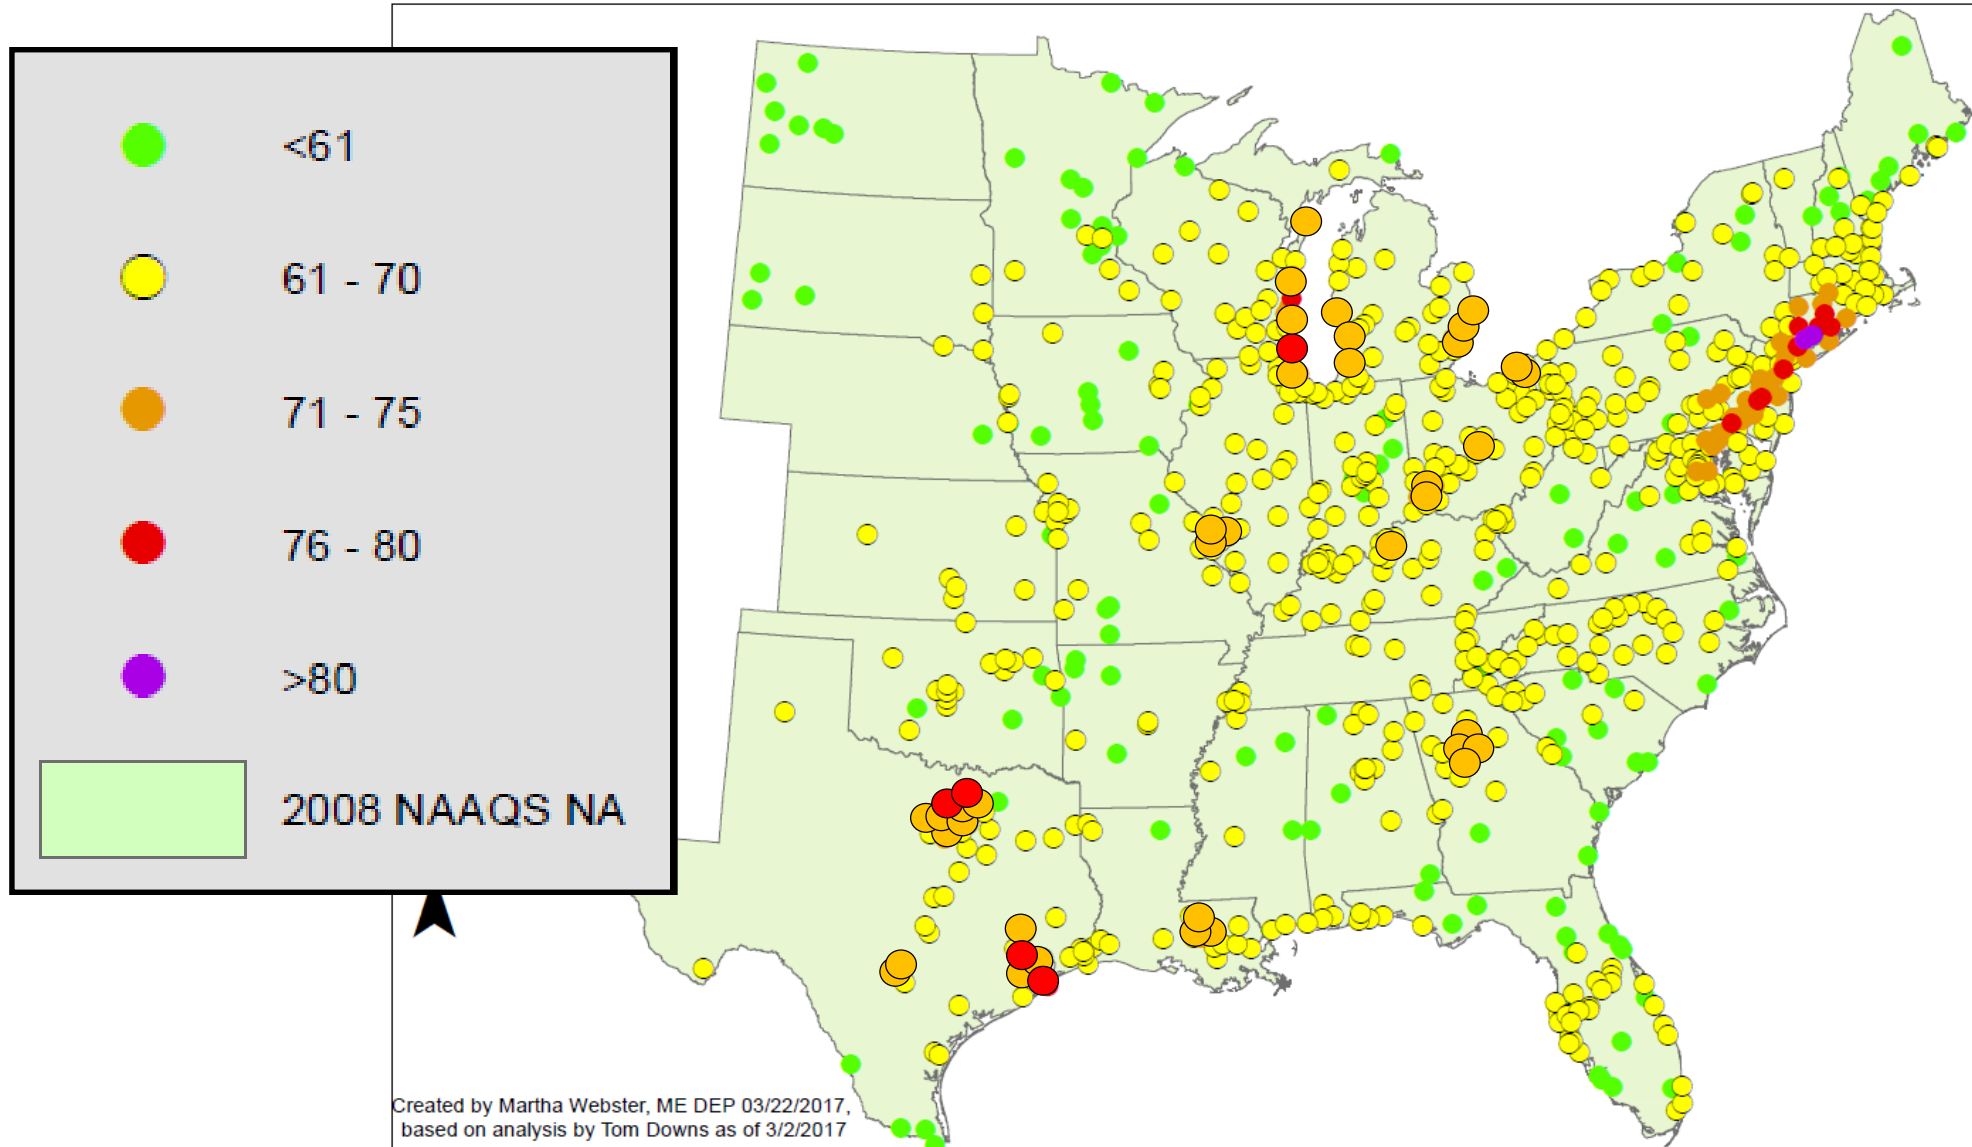 <61
61 - 70
71 - 75
76 - 80
>80
2008 NAAQS NA
Created by Martha Webster, ME DEP 03/22/2017,
based on analysis by Tom Downs as of 3/2/2017